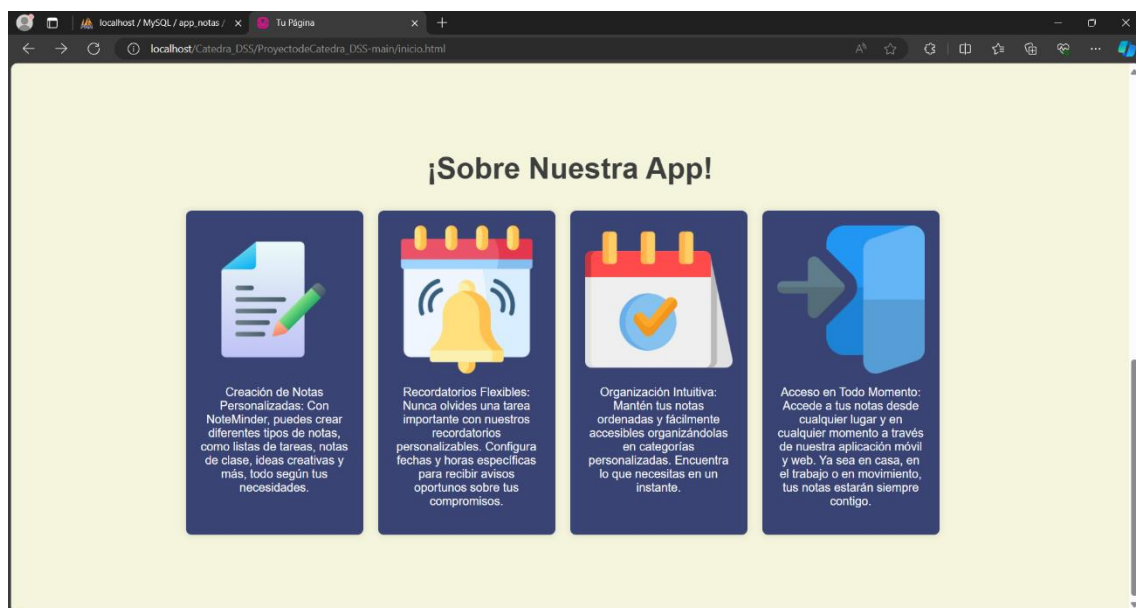 localhost / MySQL / app_notas /
Tu Página
localhost/Catedra_DSS/ProyectodeCatedra_DSS-main/inicio.html
¡Sobre Nuestra App!
Creación de Notas
Personalizadas: Con
NoteMinder, puedes crear
diferentes tipos de notas,
como listas de tareas, notas
de clase, ideas creativas y
más, todo según tus
necesidades.
Recordatorios Flexibles:
Nunca olvides una tarea
importante con nuestros
recordatorios
personalizables. Configura
fechas y horas específicas
para recibir avisos
oportunos sobre tus
compromisos.
Organización Intuitiva:
Mantén tus notas
ordenadas y fácilmente
accesibles organizándolas
en categorías
personalizadas. Encuentra
lo que necesitas en un
instante.
Acceso en Todo Momento:
Accede a tus notas desde
cualquier lugar y en
cualquier momento a través
de nuestra aplicación móvil
y web. Ya sea en casa, en
el trabajo o en movimiento,
tus notas estarán siempre
contigo.